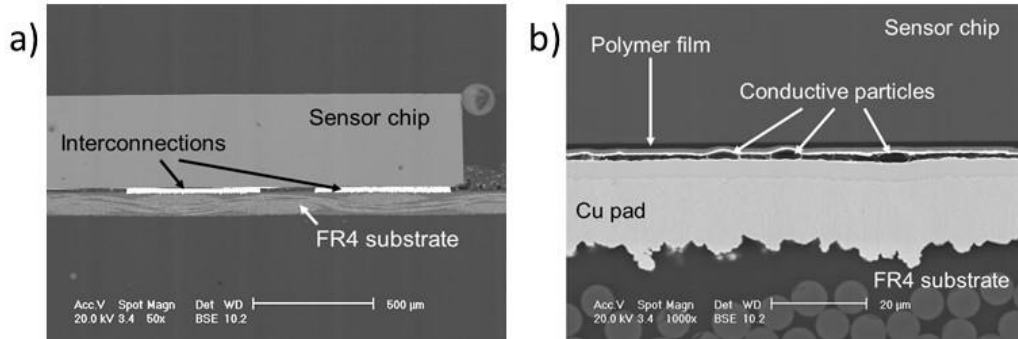 a)
Sensor chip
Interconnections
FR4 substrate
Acc.V Spot Magn Det WD
20.0 kV 3.4 50x BSE 10.2
500 µm
b)
Sensor chip
Polymer film
Conductive particles
Cu pad
FR4 substrate
Acc.V Spot Magn Det WD
20.0 kV 3.4 1000x BSE 10.2
20 µm